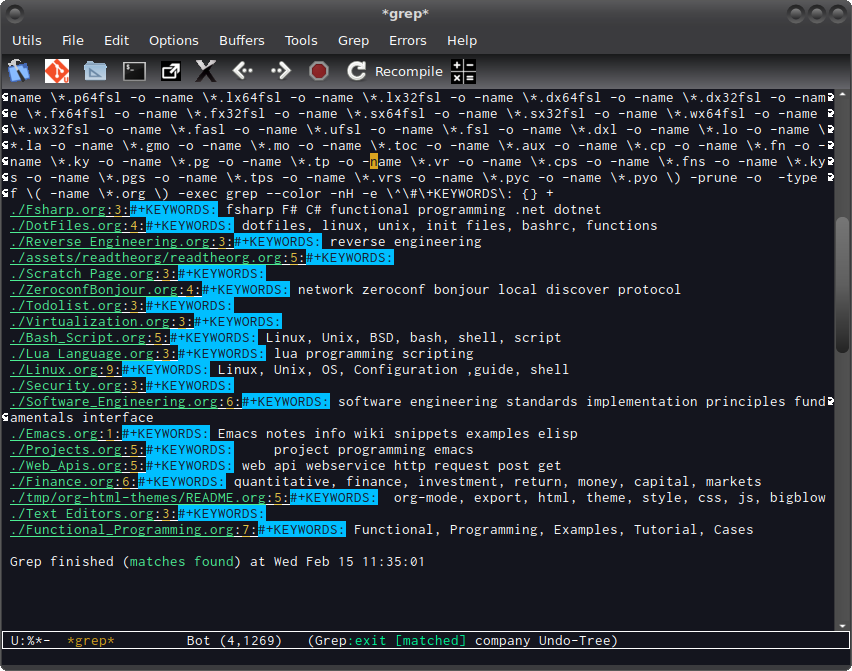 *grep*
Utils File Edit Options Buffers Tools Grep Errors Help
Recompile
name \*.p64fsl -o -name \*.lx64fsl -o -name \*.lx32fsl -o -name \*.dx64fsl -o -name \*.dx32fsl -o -nam
e \*.fx64fsl -o -name \*.fx32fsl -o -name \*.sx64fsl -o -name \*.sx32fsl -o -name \*.wx64fsl -o -name
\*.wx32fsl -o -name \*.fasl -o -name \*.ufsl -o -name \*.fsl -o -name \*.dxl -o -name \*.lo -o -name \
*.la -o -name \*.gmo -o -name \*.mo -o -name \*.toc -o -name \*.aux -o -name \*.cp -o -name \*.fn -o -
name \*.ky -o -name \*.pg -o -name \*.tp -o -name \*.vr -o -name \*.cps -o -name \*.fns -o -name \*.ky
s -o -name \*.pgs -o -name \*.tps -o -name \*.vrs -o -name \*.pyc -o -name \*.pyo \) -prune -o  -type
f \( -name \*.org \) -exec grep --color -nH -e \^\#\+KEYWORDS\: {} +
./Fsharp.org:3:#+KEYWORDS: fsharp F# C# functional programming .net dotnet
./DotFiles.org:4:#+KEYWORDS: dotfiles, linux, unix, init files, bashrc, functions
./Reverse Engineering.org:3:#+KEYWORDS: reverse engineering
./assets/readtheorg/readtheorg.org:5:#+KEYWORDS:
./Scratch Page.org:3:#+KEYWORDS:
./ZeroconfBonjour.org:4:#+KEYWORDS: network zeroconf bonjour local discover protocol
./Todolist.org:3:#+KEYWORDS:
./Virtualization.org:3:#+KEYWORDS:
./Bash_Script.org:5:#+KEYWORDS: Linux, Unix, BSD, bash, shell, script
./Lua Language.org:3:#+KEYWORDS: lua programming scripting
./Linux.org:9:#+KEYWORDS: Linux, Unix, OS, Configuration ,guide, shell
./Security.org:3:#+KEYWORDS:
./Software_Engineering.org:6:#+KEYWORDS: software engineering standards implementation principles fund
amentals interface
./Emacs.org:1:#+KEYWORDS: Emacs notes info wiki snippets examples elisp
./Projects.org:5:#+KEYWORDS:     project programming emacs
./Web_Apis.org:5:#+KEYWORDS: web api webservice http request post get
./Finance.org:6:#+KEYWORDS: quantitative, finance, investment, return, money, capital, markets
./tmp/org-html-themes/README.org:5:#+KEYWORDS:  org-mode, export, html, theme, style, css, js, bigblow
./Text Editors.org:3:#+KEYWORDS:
./Functional_Programming.org:7:#+KEYWORDS: Functional, Programming, Examples, Tutorial, Cases
Grep finished (matches found) at Wed Feb 15 11:35:01
U:%*-  *grep*         Bot (4,1269)   (Grep:exit [matched] company Undo-Tree)